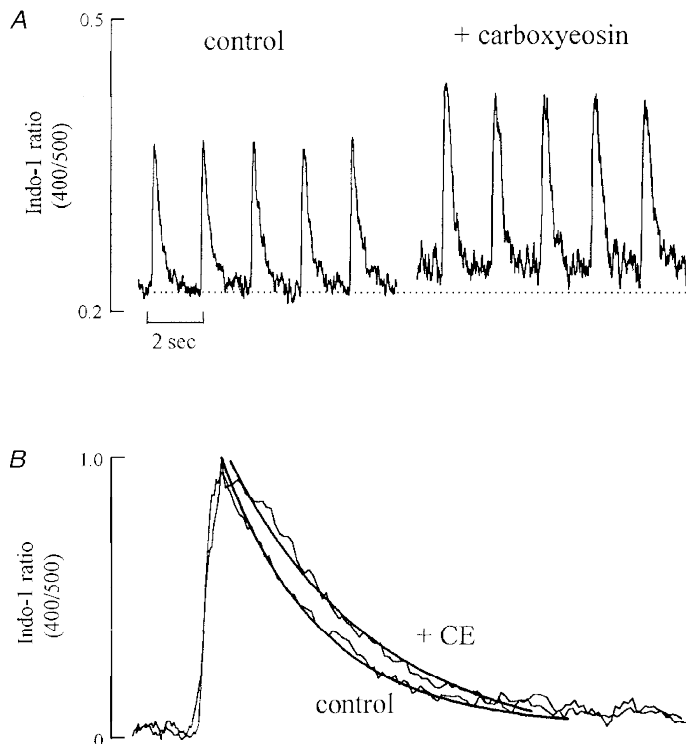 A
0.5
control
+ carboxyeosin
Indo-1 ratio
(400/500)
0.2
2 sec
B
1.0
Indo-1 ratio
(400/500)
+ CE
control
0